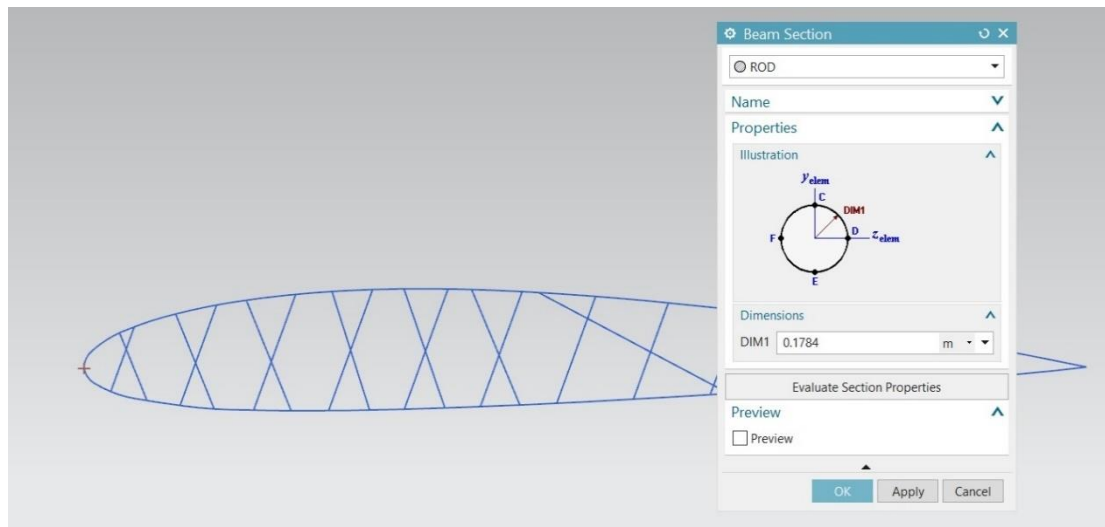 Beam Section
ROD
Name
Properties
Illustration
y elem
C
DIM1
F
D
z elem
E
Dimensions
DIM1 0.1784 m
Evaluate Section Properties
Preview
Preview
OK Apply Cancel